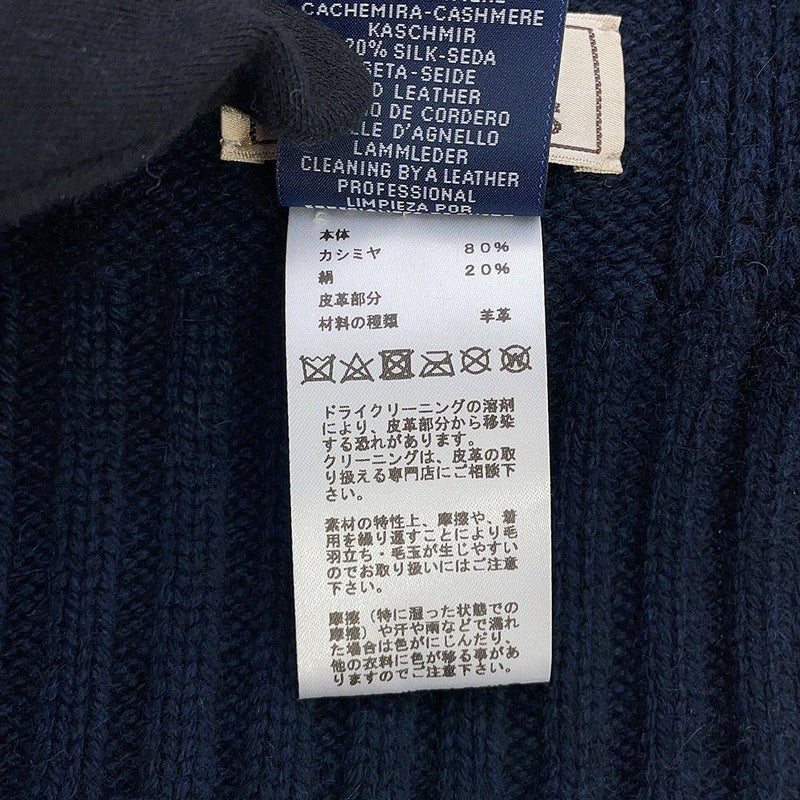 CACHEMIRA-CASHMERE
KASCHMIR
20% SILK-SEDA
SETA-SEIDE
LEATHER
DE CORDERO
D'AGNELLO
LAMMLEDER
CLEANING BY A LEATHER
PROFESSIONAL
LIMPIEZA POR
本体
カシミヤ 80%
絹 20%
皮革部分
材料の種類 羊革
W
ドライクリーニングの溶剤
により、皮革部分から移染
する恐れがあります。
クリーニングは、皮革の取
り扱える専門店にご相談下
さい。
素材の特性上、摩擦や、着
用を繰り返すことにより毛
羽立ち・毛玉が生じやすい
のでお取り扱いにはご注意
下さい。
摩擦（特に湿った状態での
摩擦）や汗や雨などで濡れ
た場合は色がにじんだり、
他の衣料に色が移る事があ
りますのでご注意下さい。